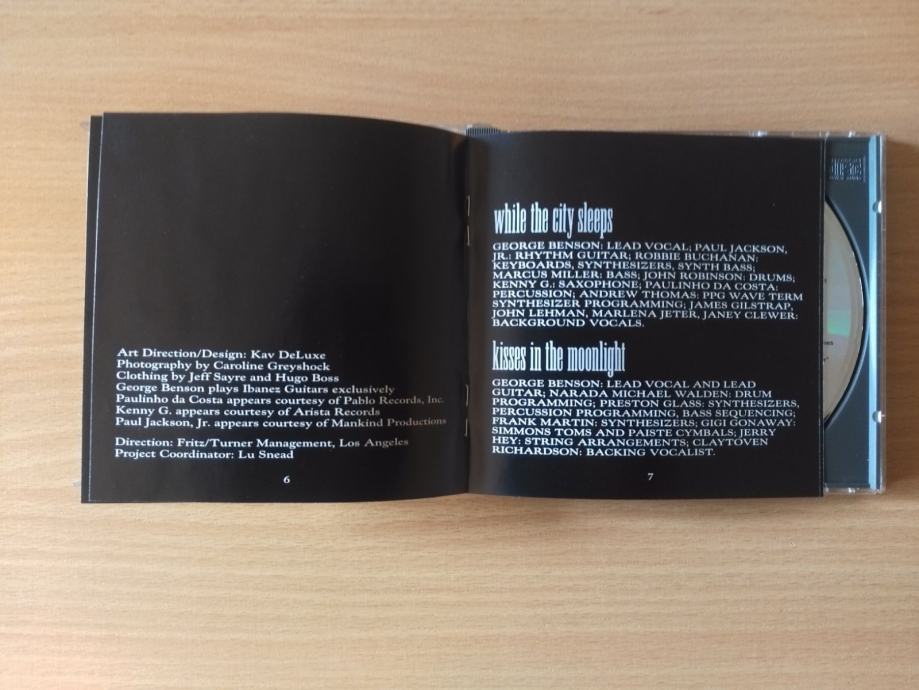 Art Direction/Design: Kav DeLuxe
Photography by Caroline Greyshock
Clothing by Jeff Sayre and Hugo Boss
George Benson plays Ibanez Guitars exclusively
Paulinho da Costa appears courtesy of Pablo Records, Inc.
Kenny G. appears courtesy of Arista Records
Paul Jackson, Jr. appears courtesy of Mankind Productions
Direction: Fritz/Turner Management, Los Angeles
Project Coordinator: Lu Snead
6
while the city sleeps
GEORGE BENSON: LEAD VOCAL; PAUL JACKSON,
JR.: RHYTHM GUITAR; ROBBIE BUCHANAN:
KEYBOARDS, SYNTHESIZERS, SYNTH BASS;
MARCUS MILLER: BASS; JOHN ROBINSON: DRUMS;
KENNY G.: SAXOPHONE; PAULINHO DA COSTA:
PERCUSSION; ANDREW THOMAS: PPG WAVE TERM
SYNTHESIZER PROGRAMMING; JAMES GILSTRAP,
JOHN LEHMAN, MARLENA JETER, JANEY CLEWER:
BACKGROUND VOCALS.
kisses in the moonlight
GEORGE BENSON: LEAD VOCAL AND LEAD
GUITAR; NARADA MICHAEL WALDEN: DRUM
PROGRAMMING; PRESTON GLASS: SYNTHESIZERS,
PERCUSSION PROGRAMMING, BASS SEQUENCING;
FRANK MARTIN: SYNTHESIZERS; GIGI GONAWAY:
SIMMONS TOMS AND PAISTE CYMBALS; JERRY
HEY: STRING ARRANGEMENTS; CLAYTOVEN
RICHARDSON: BACKING VOCALIST.
7